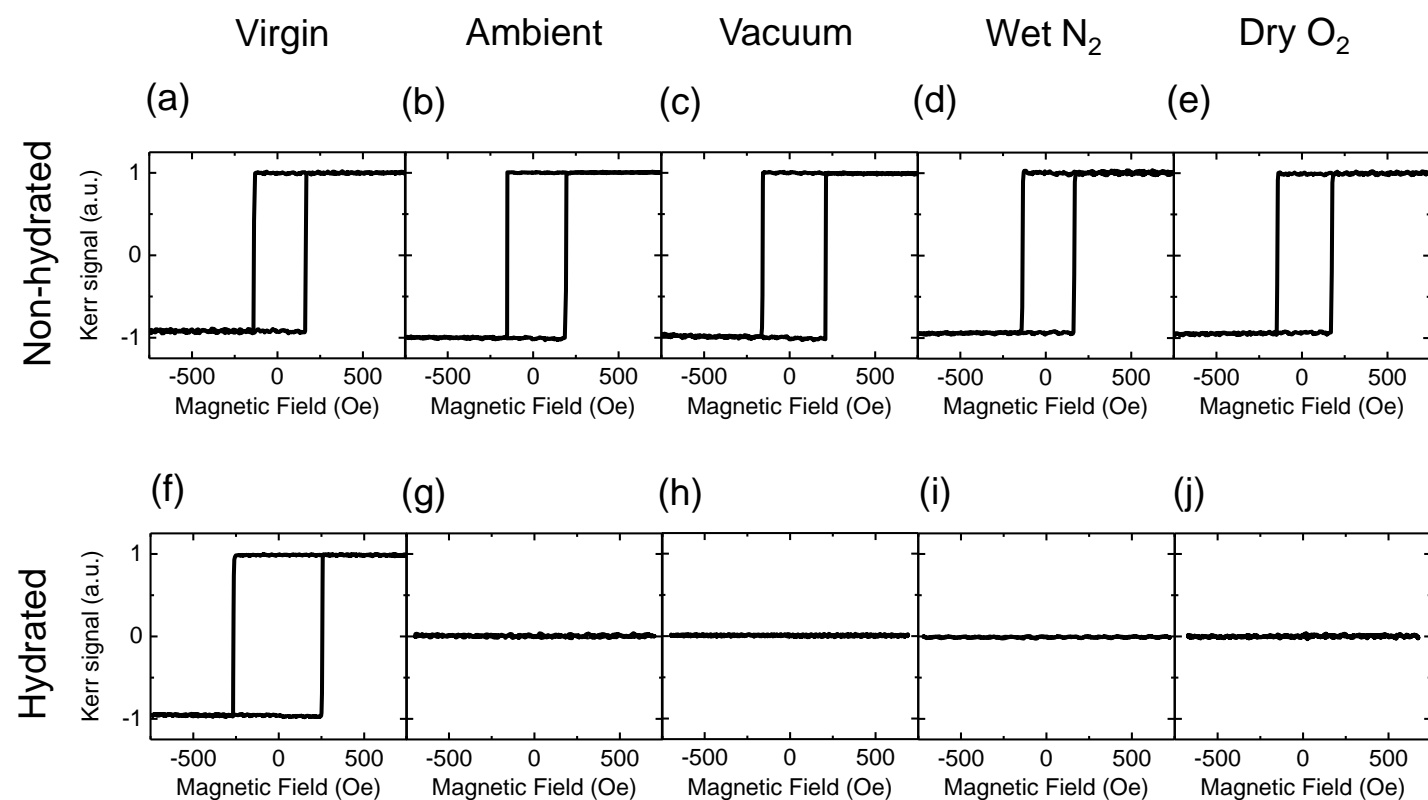 Virgin Ambient Vacuum Wet N₂ Dry O₂
(a) (b) (c) (d) (e)
Non-hydrated
Kerr signal (a.u.)
1
0
-1
-500 0 500 -500 0 500 -500 0 500 -500 0 500 -500 0 500
Magnetic Field (Oe) Magnetic Field (Oe) Magnetic Field (Oe) Magnetic Field (Oe) Magnetic Field (Oe)
(f) (g) (h) (i) (j)
Hydrated
Kerr signal (a.u.)
1
0
-1
-500 0 500 -500 0 500 -500 0 500 -500 0 500 -500 0 500
Magnetic Field (Oe) Magnetic Field (Oe) Magnetic Field (Oe) Magnetic Field (Oe) Magnetic Field (Oe)